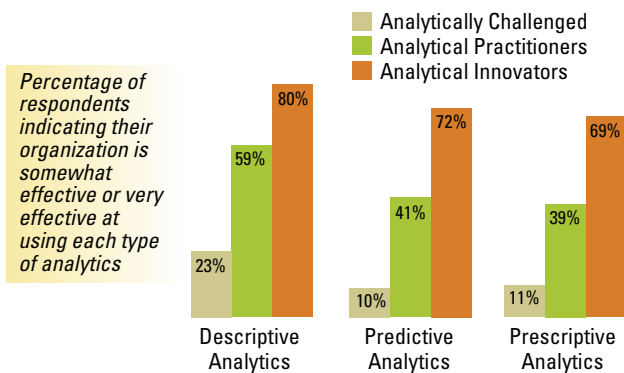 Analytically Challenged
Analytical Practitioners
Analytical Innovators
Percentage of
respondents
indicating their
organization is
somewhat
effective or very
effective at
using each type
of analytics
23%
59%
80%
10%
41%
72%
11%
39%
69%
Descriptive
Analytics
Predictive
Analytics
Prescriptive
Analytics